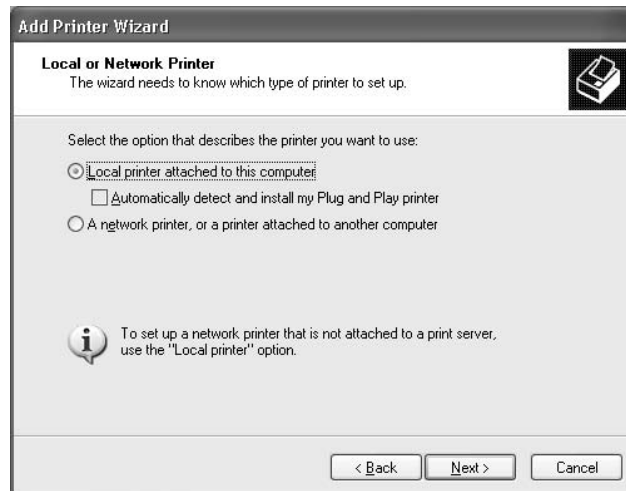 Add Printer Wizard
Local or Network Printer
The wizard needs to know which type of printer to set up.
Select the option that describes the printer you want to use:
Local printer attached to this computer
Automatically detect and install my Plug and Play printer
A network printer, or a printer attached to another computer
To set up a network printer that is not attached to a print server,
use the "Local printer" option.
< Back
Next >
Cancel